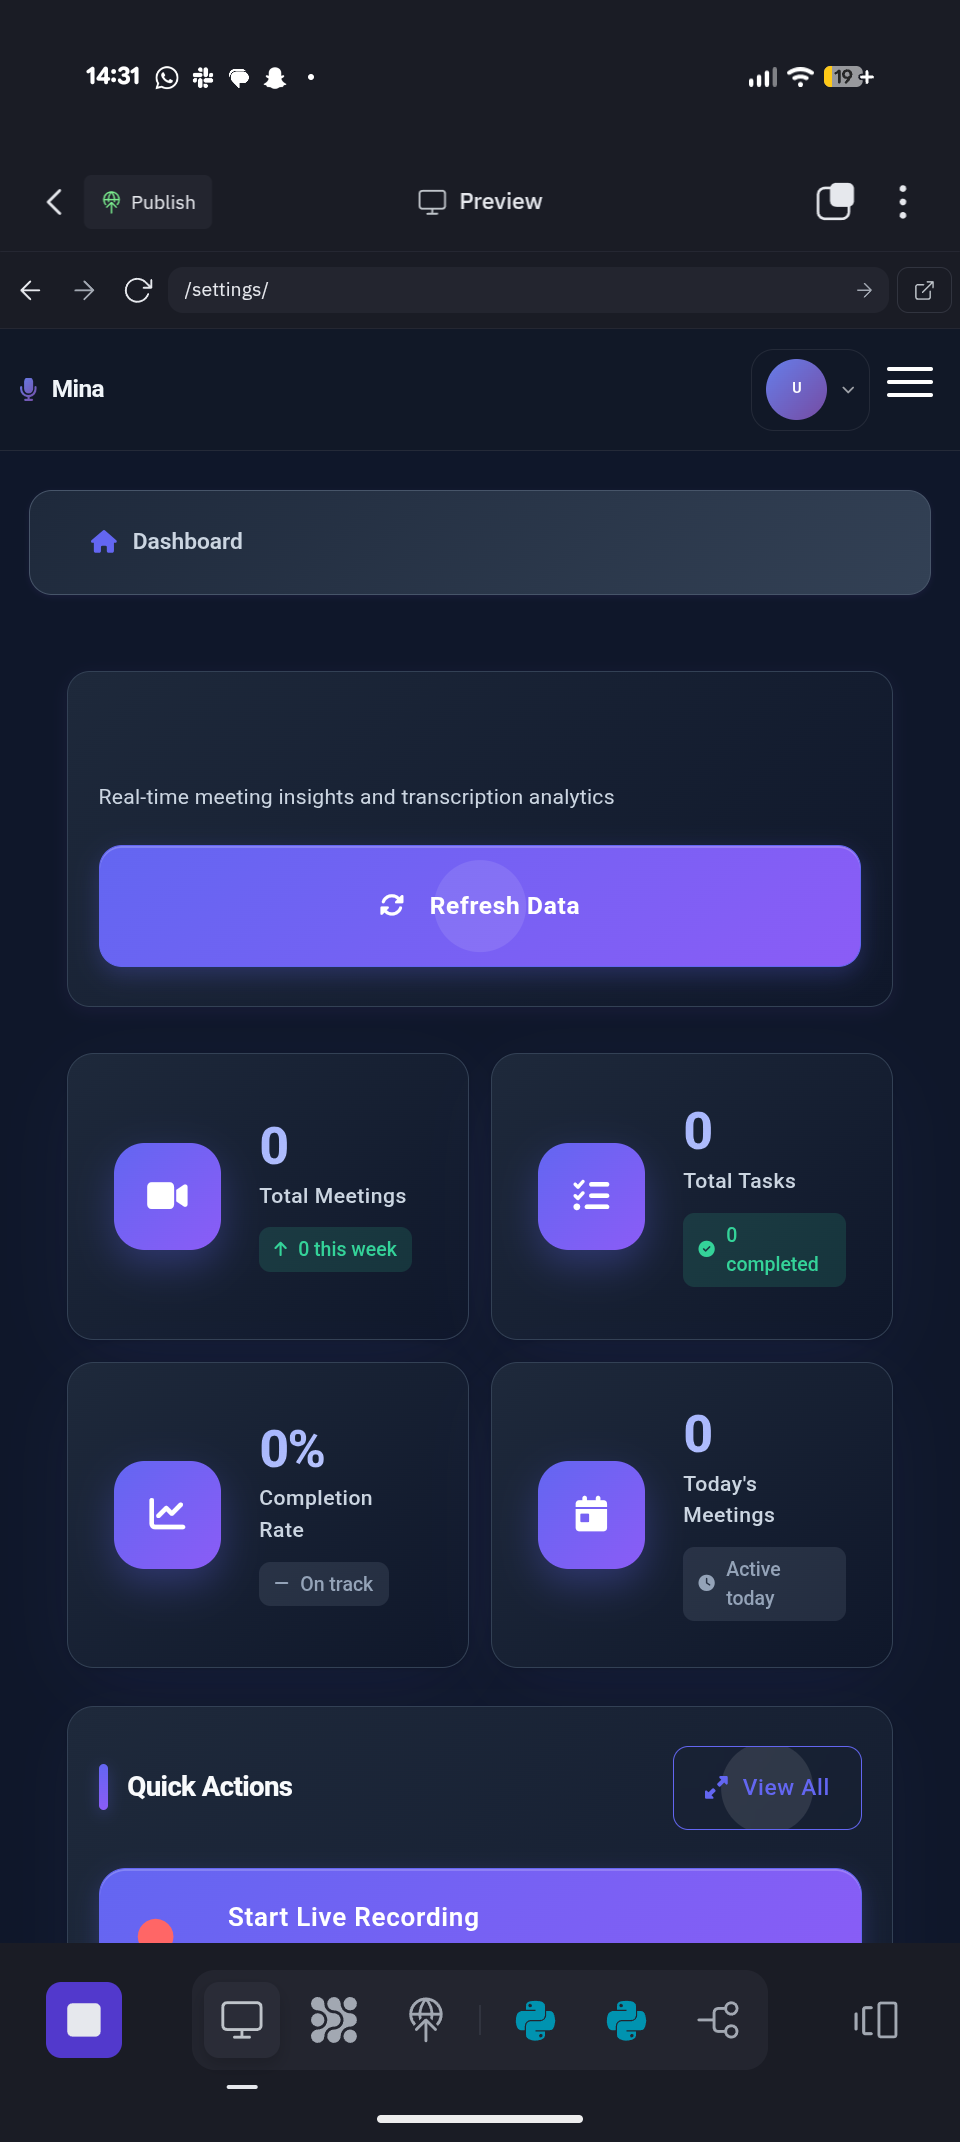 14:31
19+
Publish
Preview
/settings/
Mina
U
Dashboard
Real-time meeting insights and transcription analytics
Refresh Data
0
Total Meetings
0 this week
0
Total Tasks
0
completed
0%
Completion
Rate
On track
0
Today's
Meetings
Active
today
Quick Actions
View All
Start Live Recording